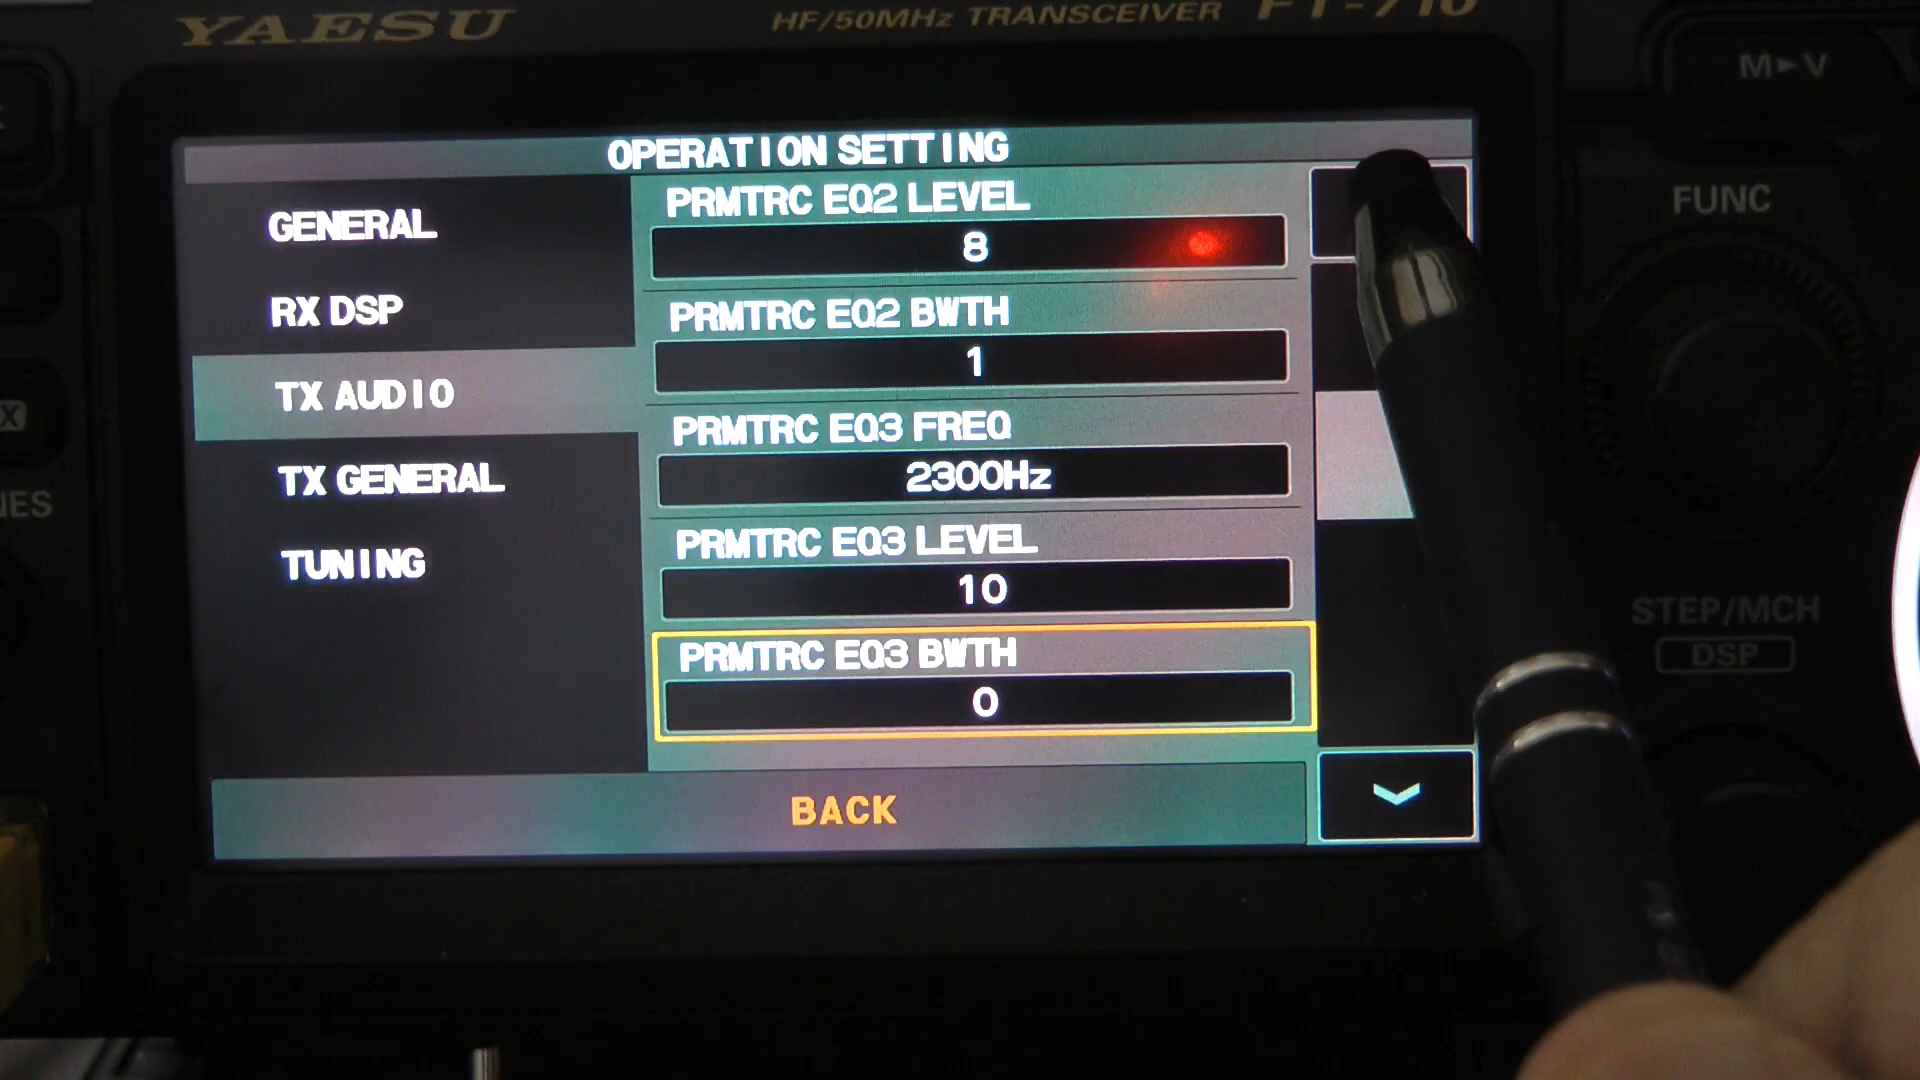 YAESU
HF/50MHz TRANSCEIVER FT-710
M►V
OPERATION SETTING
GENERAL
RX DSP
TX AUDIO
TX GENERAL
TUNING
PRMTRC EQ2 LEVEL
8
PRMTRC EQ2 BWTH
1
PRMTRC EQ3 FREQ
2300Hz
PRMTRC EQ3 LEVEL
10
PRMTRC EQ3 BWTH
0
BACK
FUNC
STEP/MCH
DSP